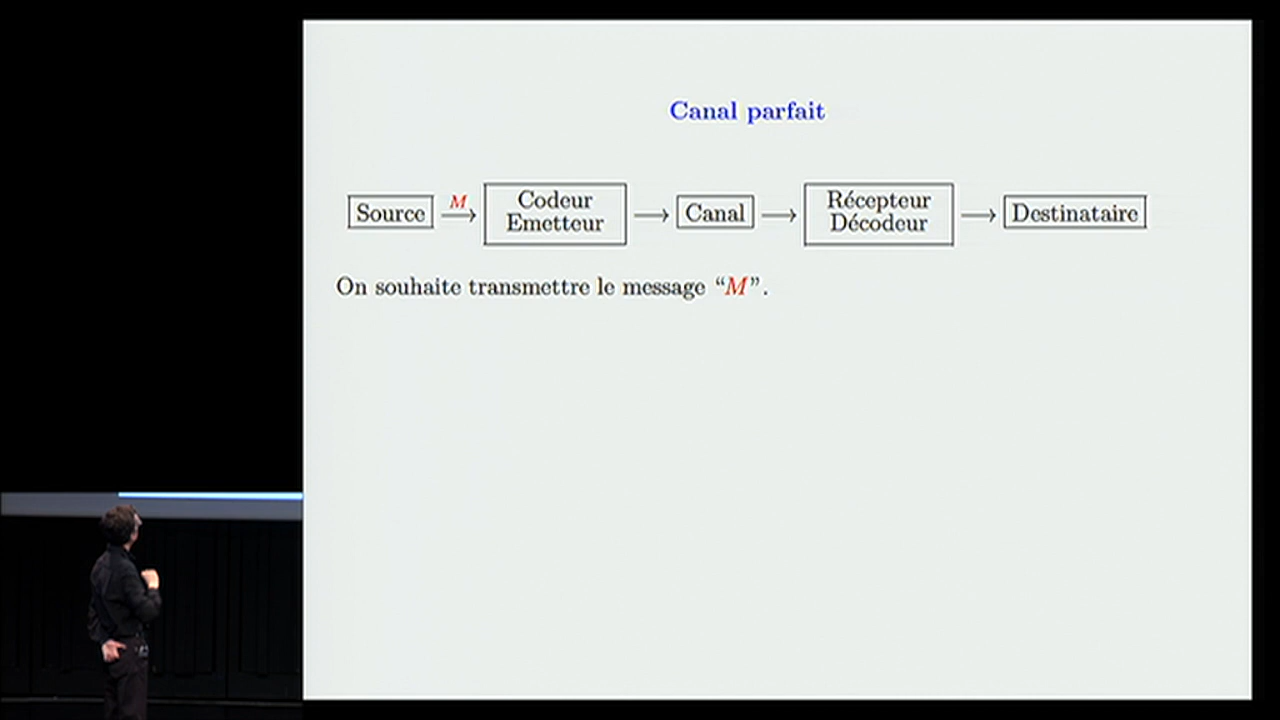 Canal parfait
Source M Codeur Emetteur Canal Récepteur Décodeur Destinataire
On souhaite transmettre le message “M”.